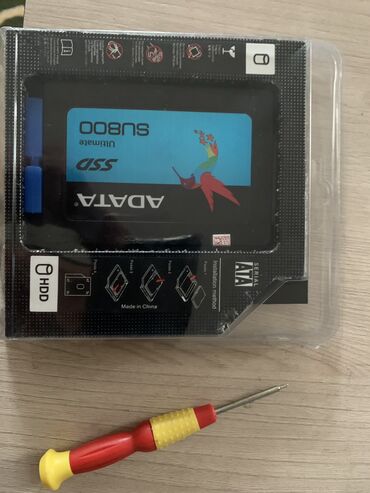 ADATA
SSD
Ultimate
SU800
HDD
SERIAL
ATA
Installation method
Made in China